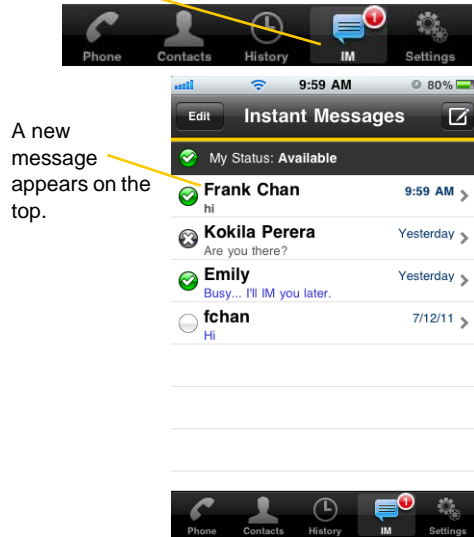 1
Phone Contacts History IM Settings
9:59 AM 80%
Edit Instant Messages
My Status: Available
A new
message
appears on the
top.
Frank Chan 9:59 AM
hi
Kokila Perera Yesterday
Are you there?
Emily Yesterday
Busy... I'll IM you later.
fchan 7/12/11
Hi
1
Phone Contacts History IM Settings